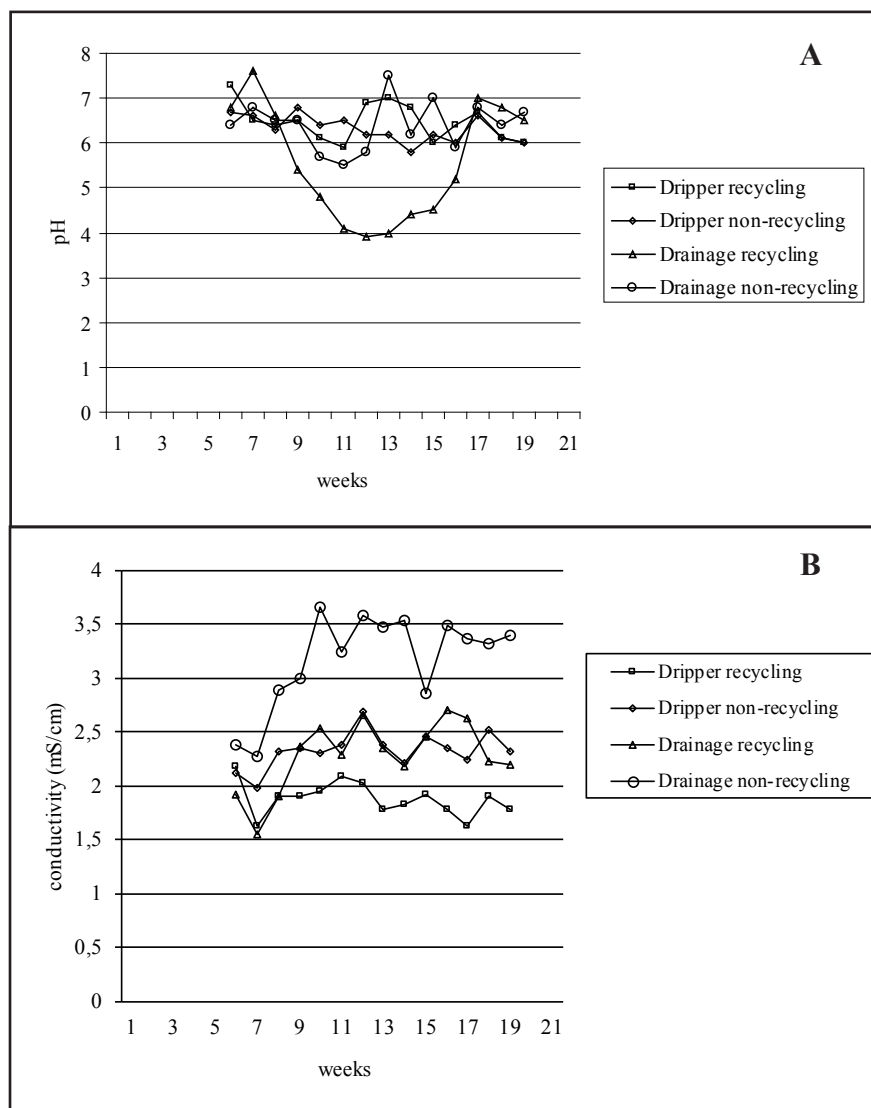 A
8
7
6
5
4
3
2
1
0
pH
1 3 5 7 9 11 13 15 17 19 21
weeks
Dripper recycling
Dripper non-recycling
Drainage recycling
Drainage non-recycling
B
4
3,5
3
2,5
2
1,5
1
0,5
0
conductivity (mS/cm)
1 3 5 7 9 11 13 15 17 19 21
weeks
Dripper recycling
Dripper non-recycling
Drainage recycling
Drainage non-recycling